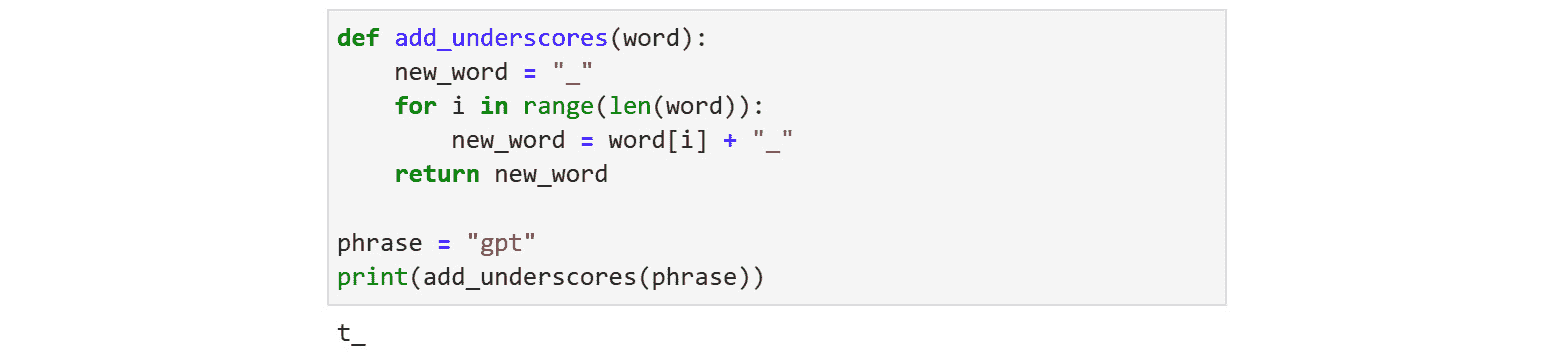 def add_underscores(word):
    new_word = "_"
    for i in range(len(word)):
        new_word = word[i] + "_"
    return new_word

phrase = "gpt"
print(add_underscores(phrase))
t_